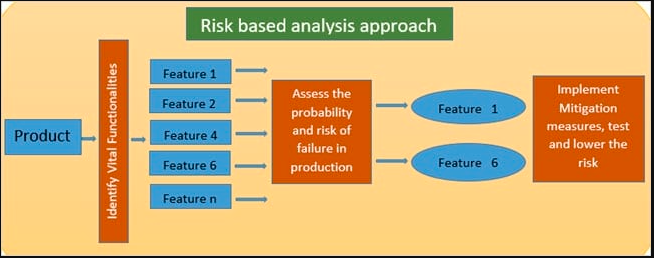 Risk based analysis approach
Product
Identify Vital Functionalities
Feature 1
Feature 2
Feature 4
Feature 6
Feature n
Assess the
probability
and risk of
failure in
production
Feature 1
Feature 6
Implement
Mitigation
measures, test
and lower the
risk